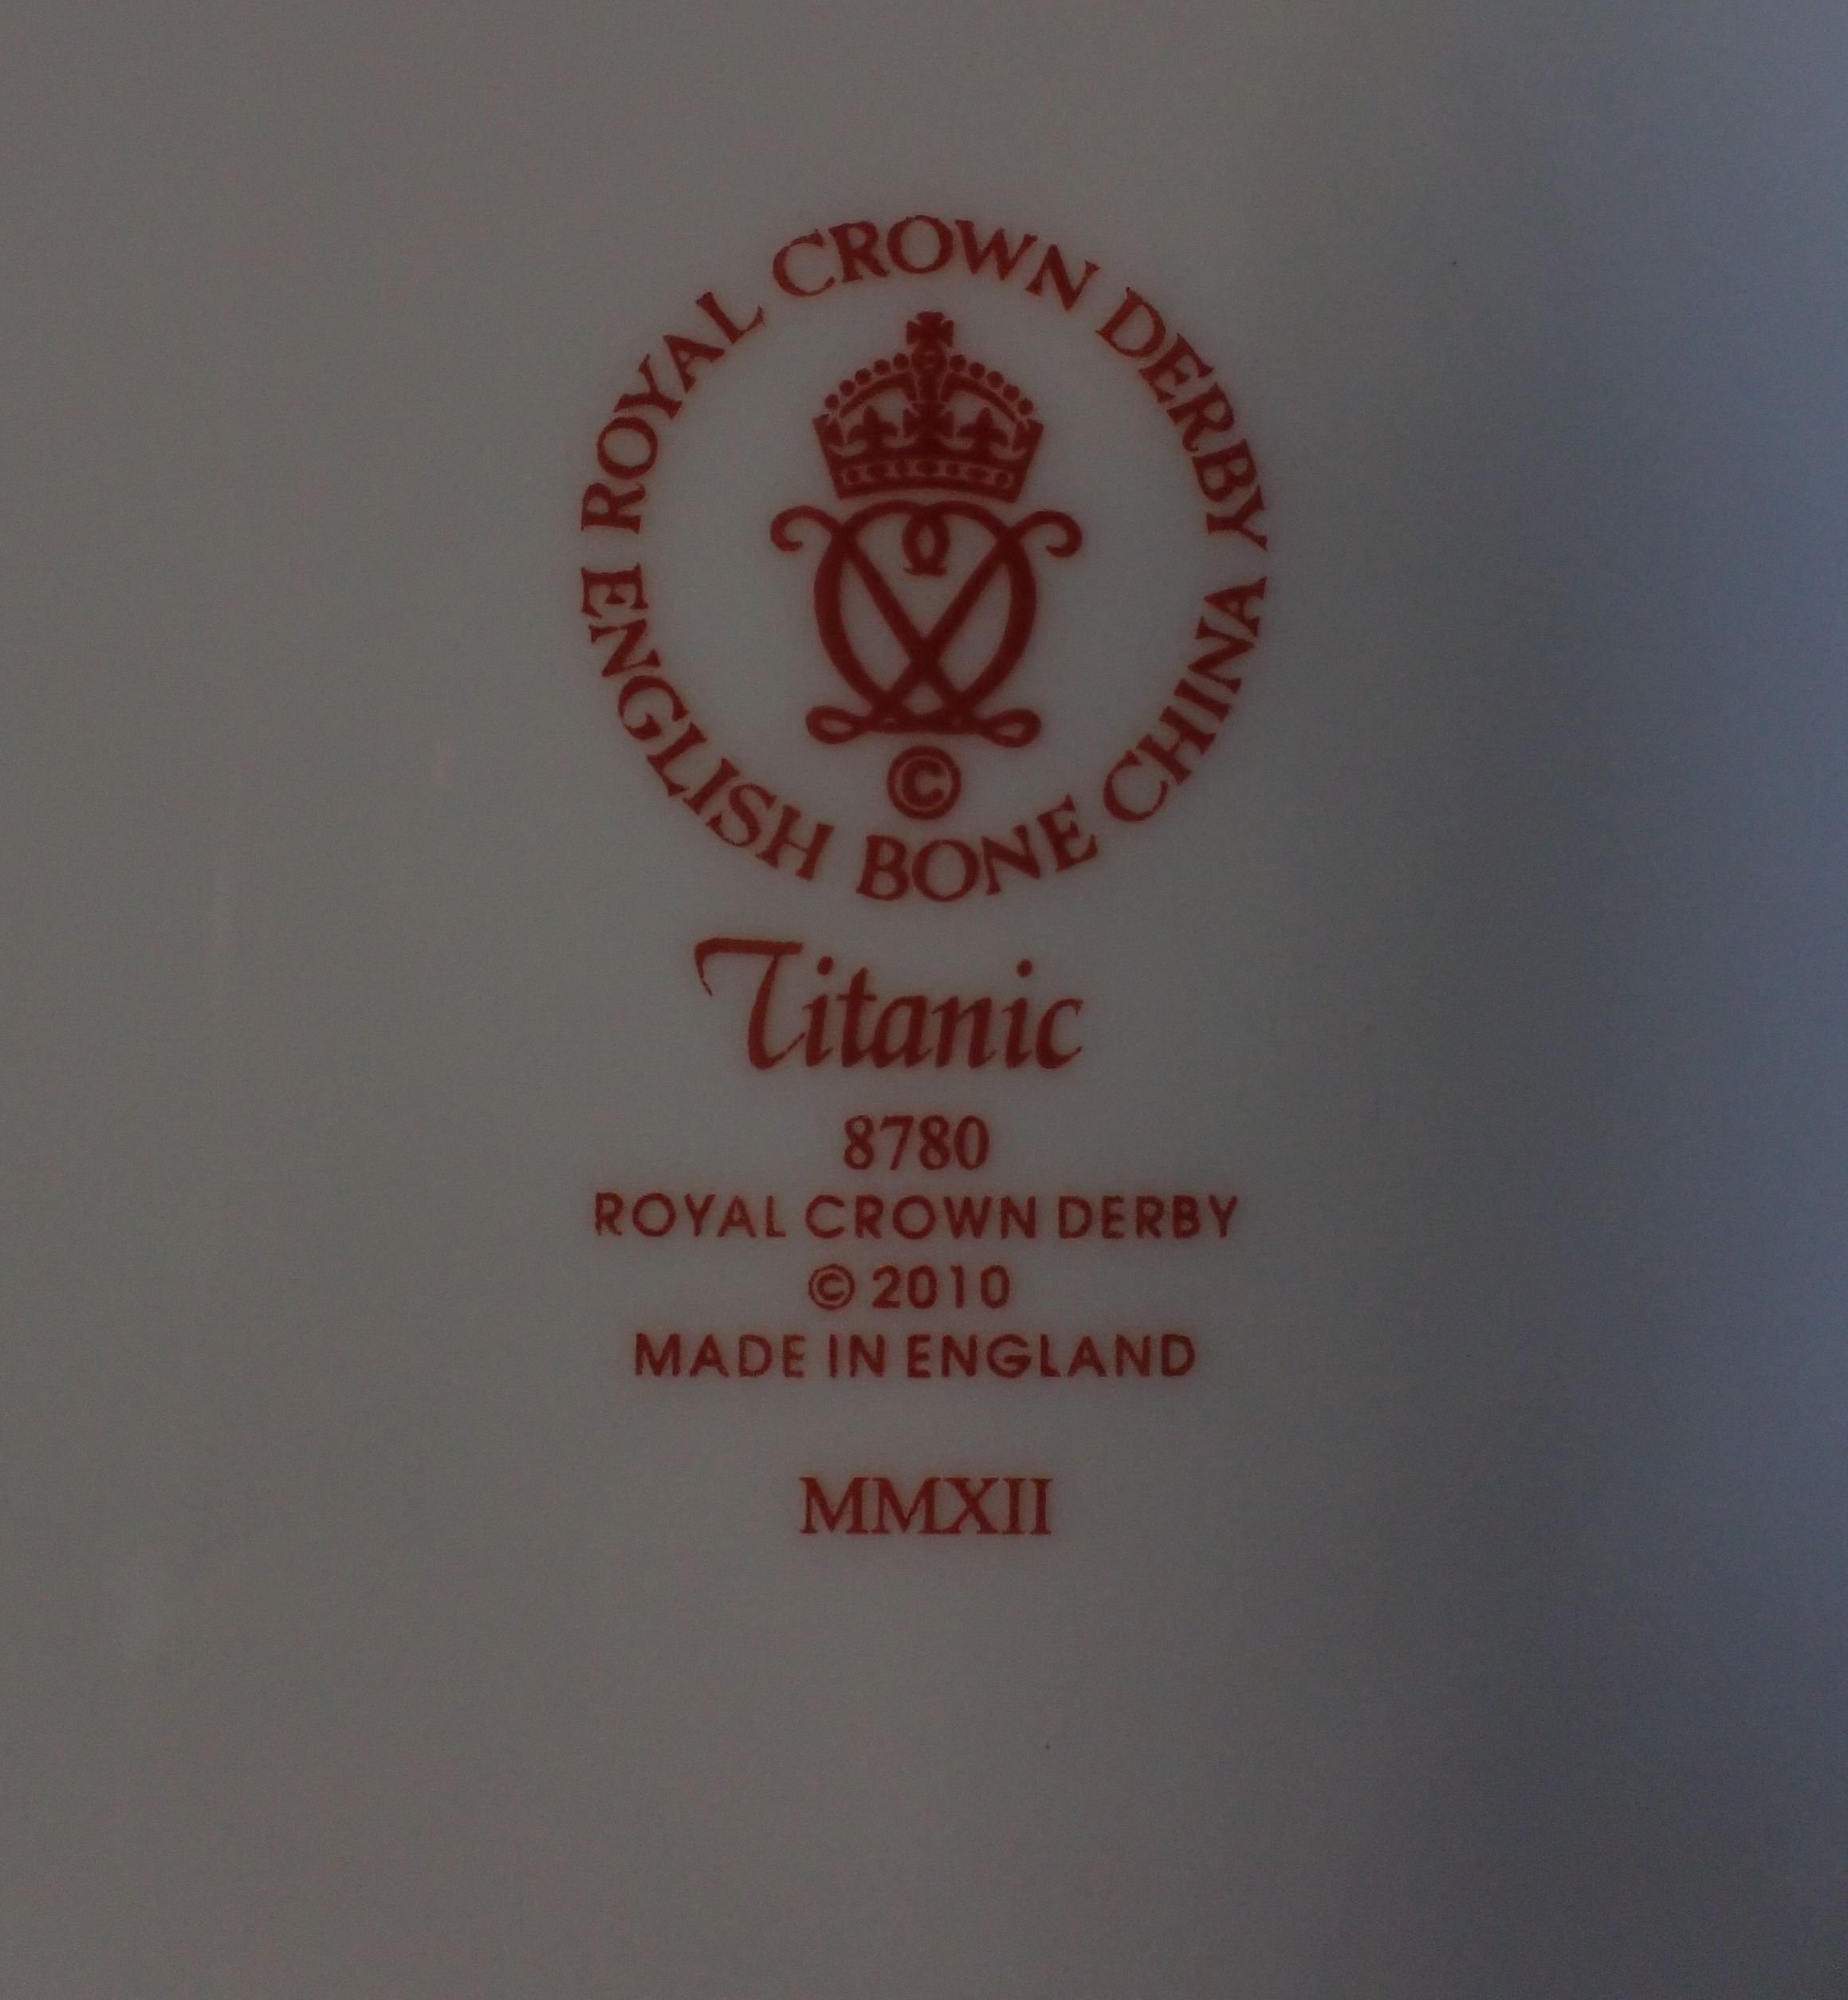 ROYAL CROWN DERBY
ENGLISH BONE CHINA
©
Titanic
8780
ROYAL CROWN DERBY
© 2010
MADE IN ENGLAND
MMXII